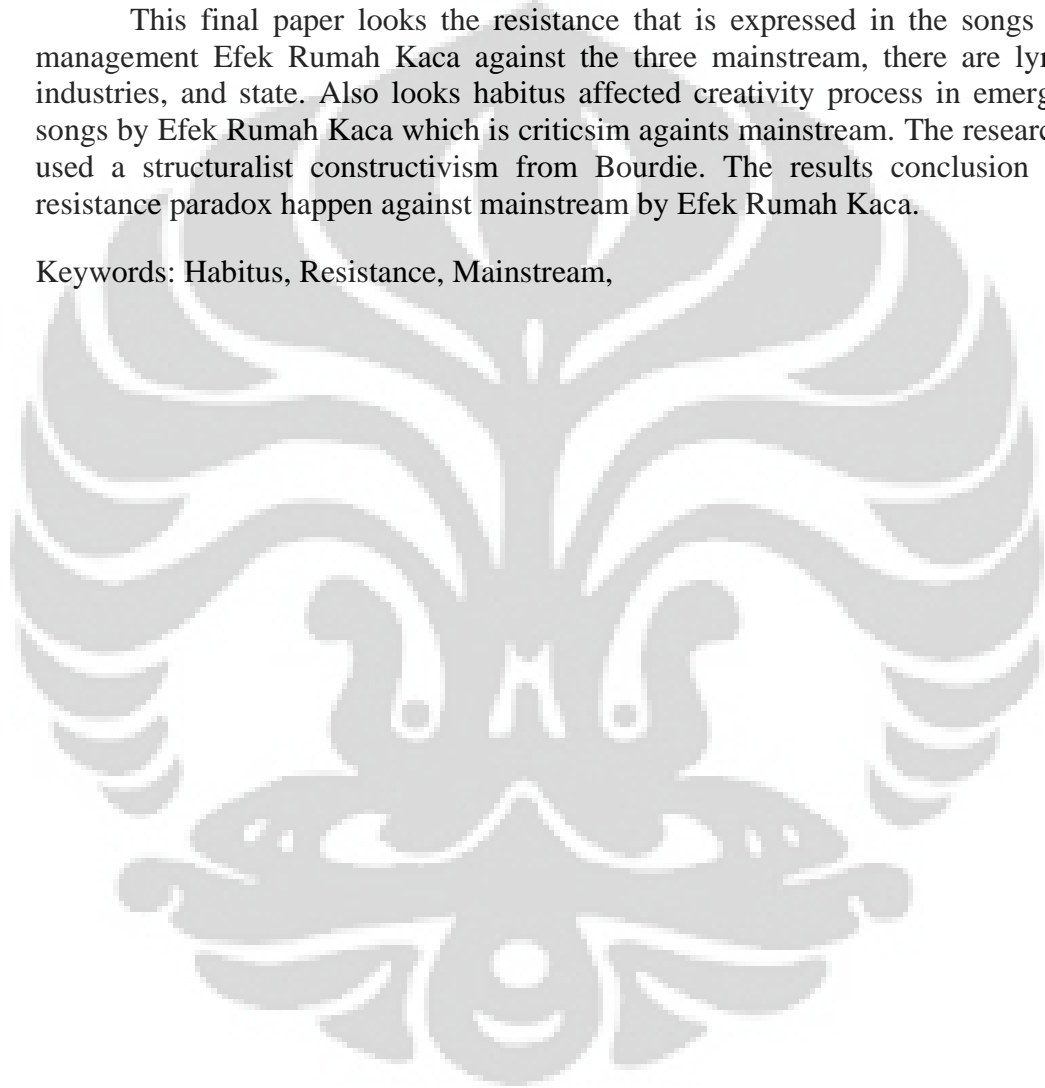 This final paper looks the resistance that is expressed in the songs
management Efek Rumah Kaca against the three mainstream, there are
industries, and state. Also looks habitus affected creativity process in
songs by Efek Rumah Kaca which is criticsim againts mainstream. The
used a structuralist constructivism from Bourdie. The results conclusion
resistance paradox happen against mainstream by Efek Rumah Kaca.
Keywords: Habitus, Resistance, Mainstream,